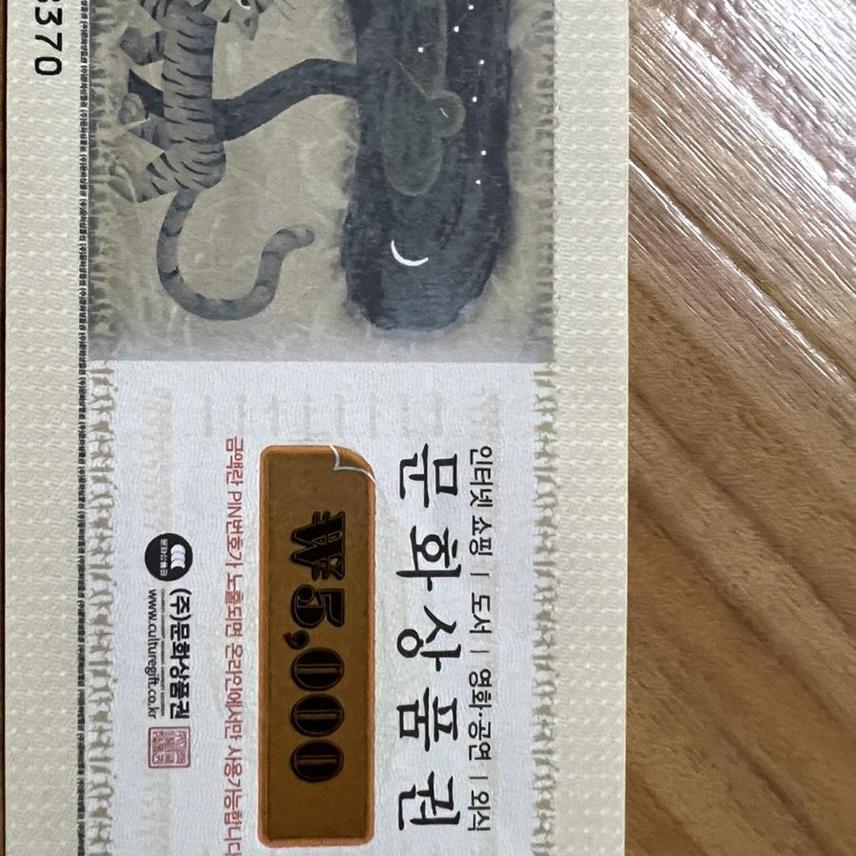 인터넷 쇼핑 | 도서 | 영화·공연 | 외식
문화상품권
₩5,000
금액란 PIN번호가 노출되면 온라인에서만 사용가능합니다
(주)문화상품권
www.culturegift.co.kr
3370